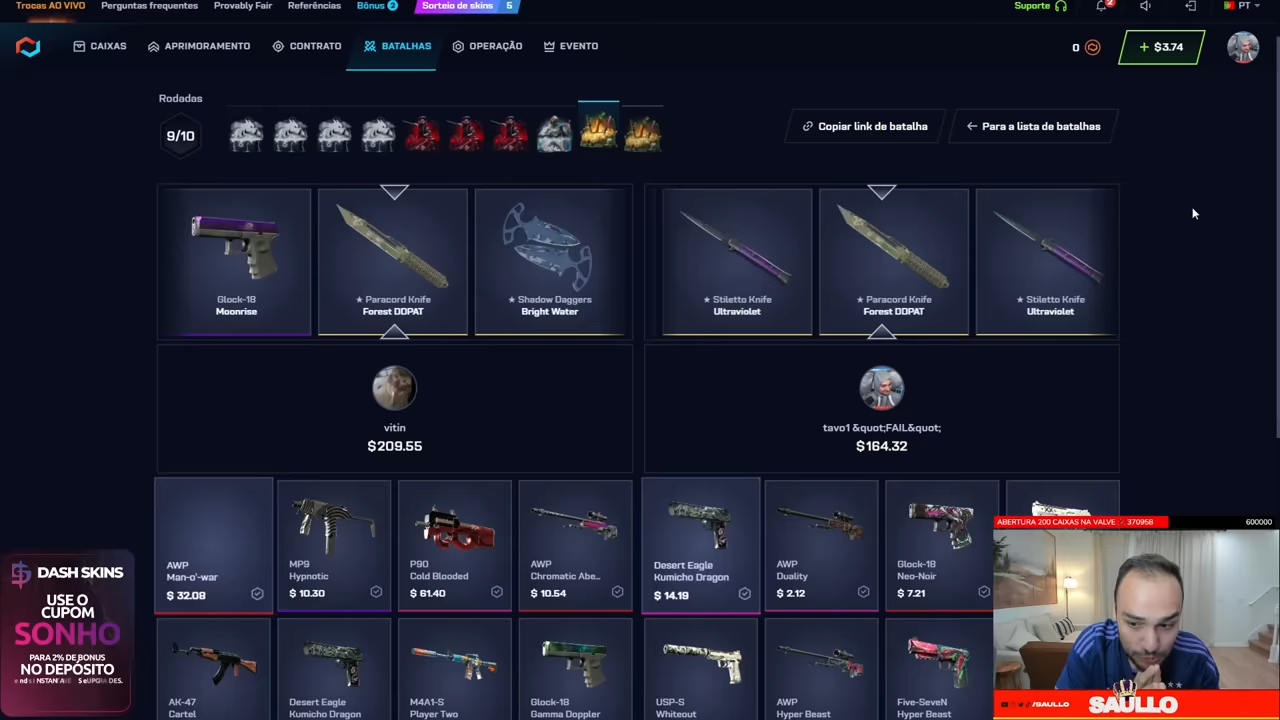 Trocas AO VIVO Perguntas frequentes Provably Fair Referências Bônus 2 Sorteio de skins 5 Suporte 2 PT
CAIXAS APRIMORAMENTO CONTRATO BATALHAS OPERAÇÃO EVENTO 0 + $3.74
Rodadas
9/10
Copiar link de batalha
Para a lista de batalhas
Glock-18
Moonrise
★ Paracord Knife
Forest DDPAT
★ Shadow Daggers
Bright Water
★ Stiletto Knife
Ultraviolet
★ Paracord Knife
Forest DDPAT
★ Stiletto Knife
Ultraviolet
vitin
$209.55
tavo1 &quot;FAIL&quot;
$164.32
AWP
Man-o'-war
$ 32.08
MP9
Hypnotic
$ 10.30
P90
Cold Blooded
$ 61.40
AWP
Chromatic Abe...
$ 10.54
Desert Eagle
Kumicho Dragon
$ 14.19
AWP
Duality
$ 2.12
Glock-18
Neo-Noir
$ 7.21
AK-47
Cartel
Desert Eagle
Kumicho Dragon
M4A1-S
Player Two
Glock-18
Gamma Doppler
USP-S
Whiteout
AWP
Hyper Beast
Five-SeveN
Hyper Beast
DASH SKINS
USE O
CUPOM
SONHO
PARA 2% DE BONUS
NO DEPÓSITO
ABERTURA 200 CAIXAS NA VALVE
370958
600000
/SAULLO
SAULLO